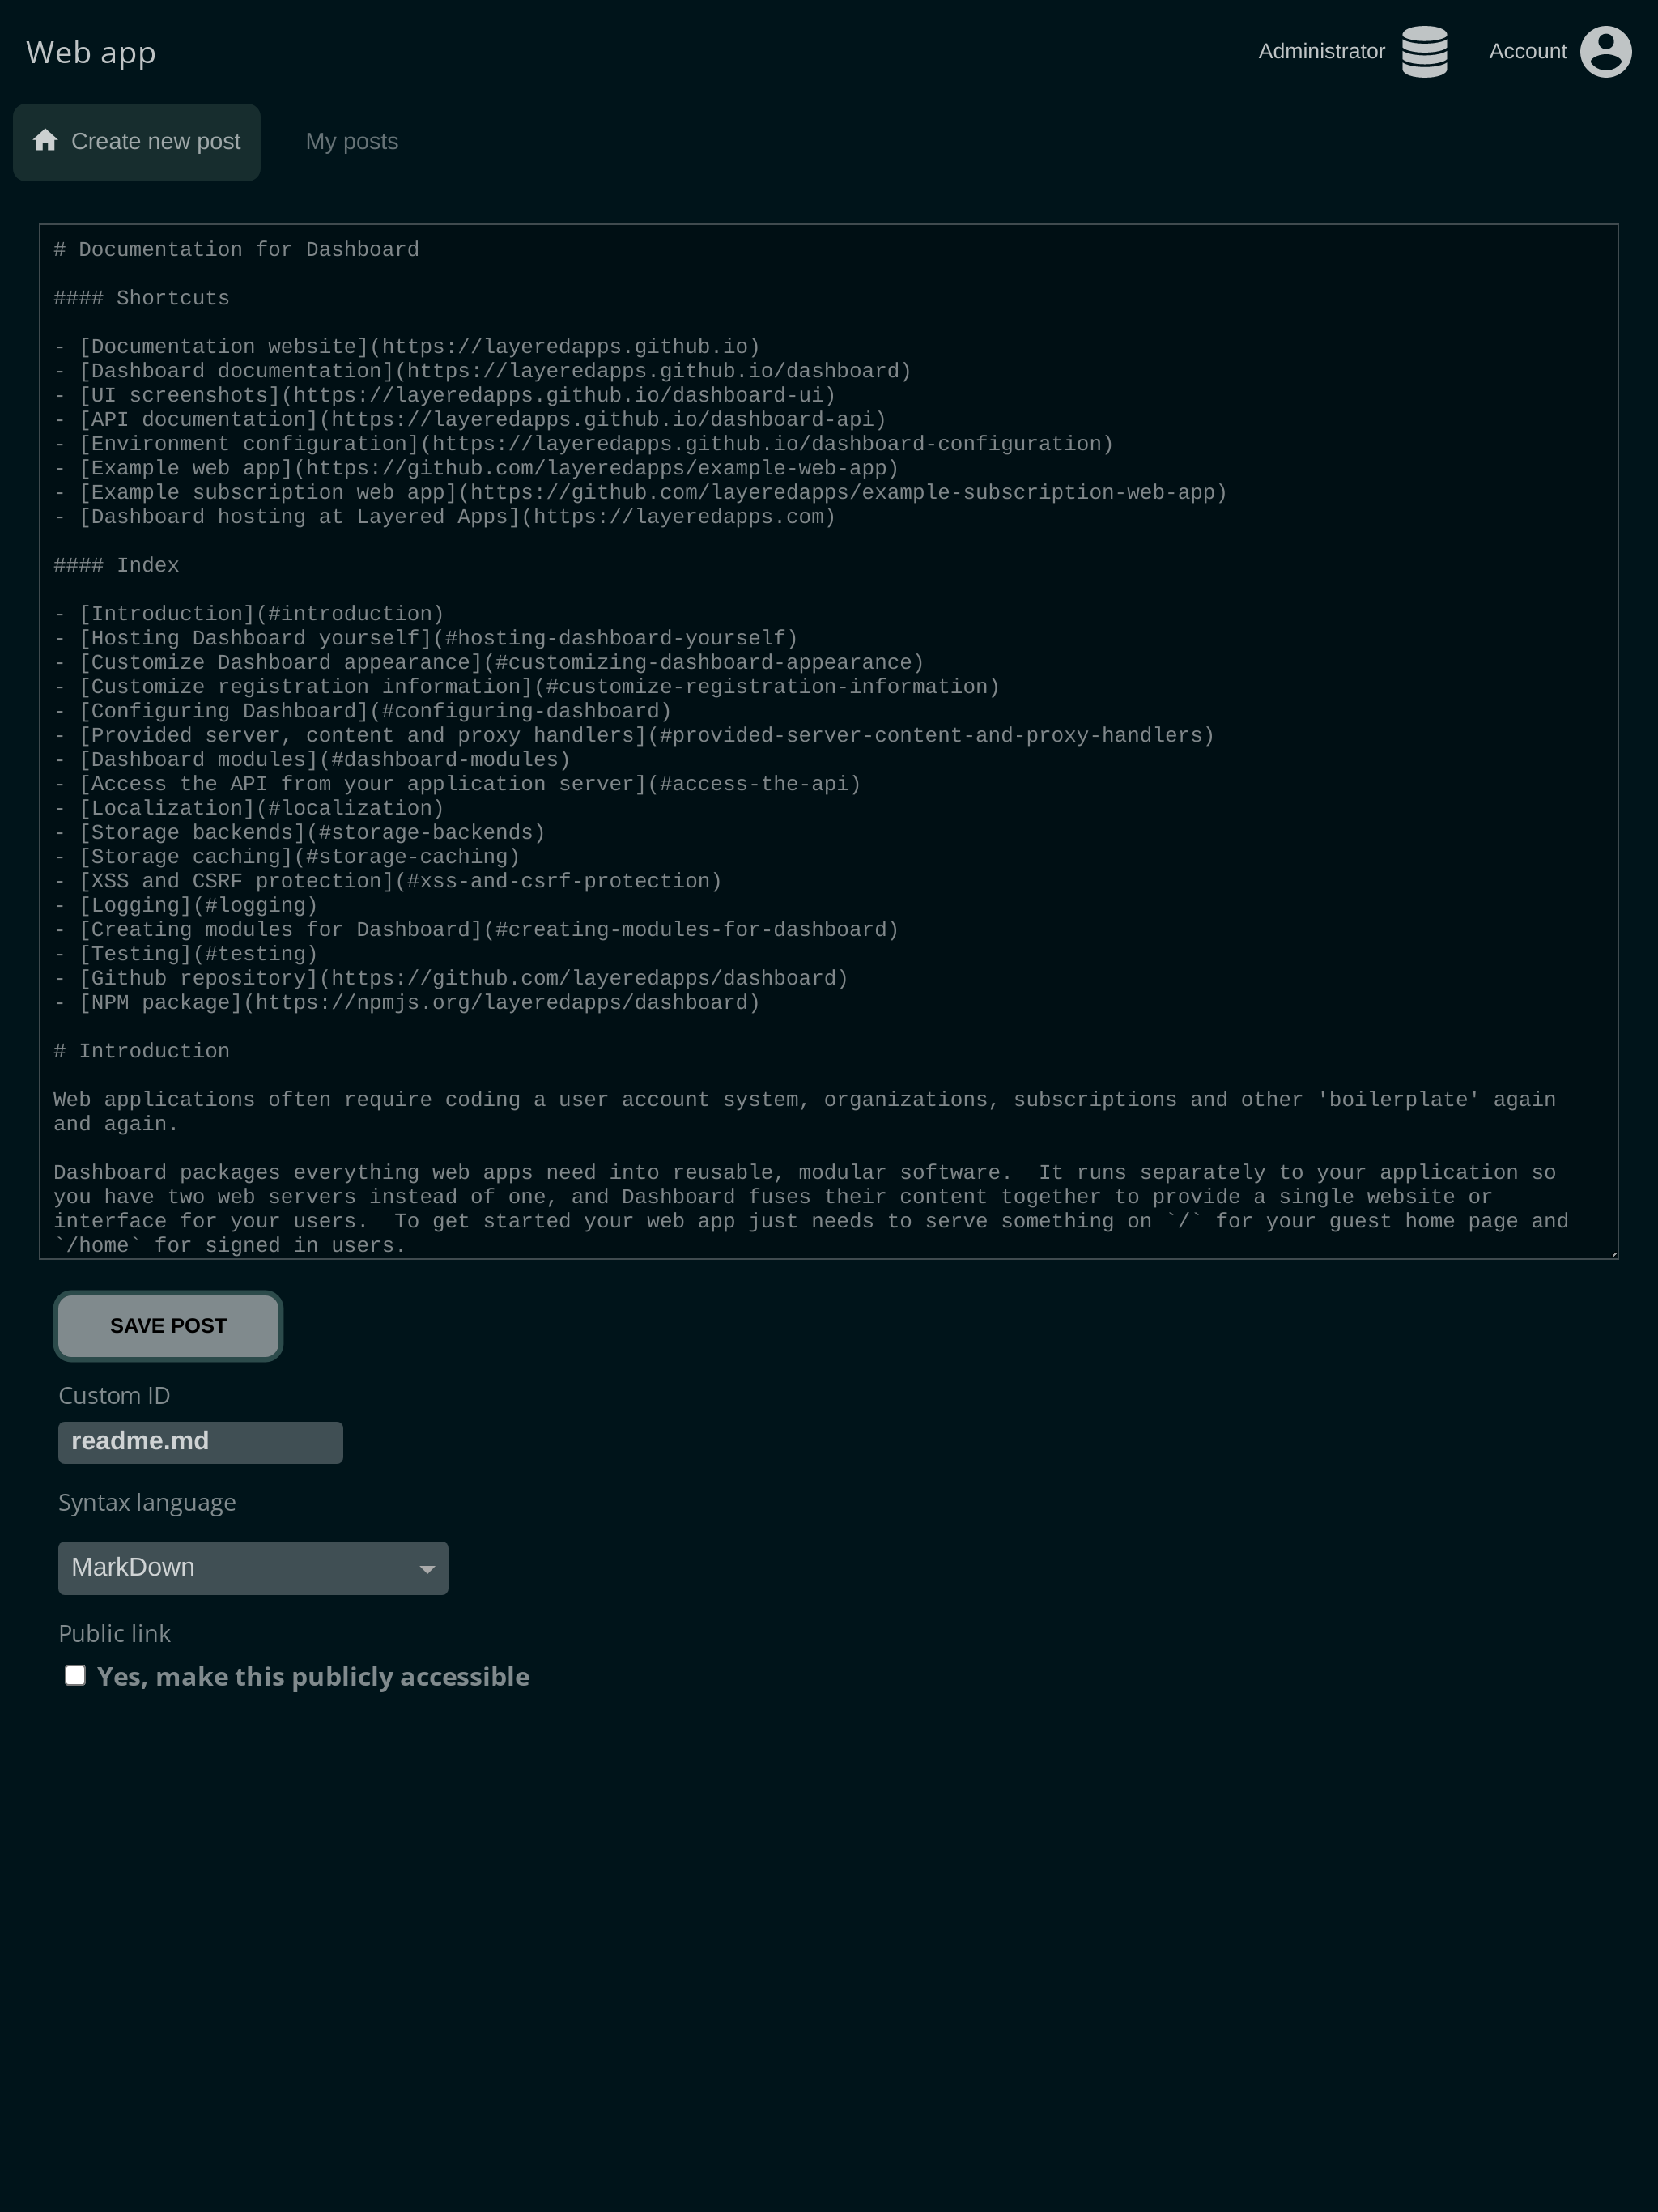 Web app
Administrator
Account
Create new post
My posts
# Documentation for Dashboard
#### Shortcuts
- [Documentation website](https://layeredapps.github.io)
- [Dashboard documentation](https://layeredapps.github.io/dashboard)
- [UI screenshots](https://layeredapps.github.io/dashboard-ui)
- [API documentation](https://layeredapps.github.io/dashboard-api)
- [Environment configuration](https://layeredapps.github.io/dashboard-configuration)
- [Example web app](https://github.com/layeredapps/example-web-app)
- [Example subscription web app](https://github.com/layeredapps/example-subscription-web-app)
- [Dashboard hosting at Layered Apps](https://layeredapps.com)
#### Index
- [Introduction](#introduction)
- [Hosting Dashboard yourself](#hosting-dashboard-yourself)
- [Customize Dashboard appearance](#customizing-dashboard-appearance)
- [Customize registration information](#customize-registration-information)
- [Configuring Dashboard](#configuring-dashboard)
- [Provided server, content and proxy handlers](#provided-server-content-and-proxy-handlers)
- [Dashboard modules](#dashboard-modules)
- [Access the API from your application server](#access-the-api)
- [Localization](#localization)
- [Storage backends](#storage-backends)
- [Storage caching](#storage-caching)
- [XSS and CSRF protection](#xss-and-csrf-protection)
- [Logging](#logging)
- [Creating modules for Dashboard](#creating-modules-for-dashboard)
- [Testing](#testing)
- [Github repository](https://github.com/layeredapps/dashboard)
- [NPM package](https://npmjs.org/layeredapps/dashboard)
# Introduction
Web applications often require coding a user account system, organizations, subscriptions and other 'boilerplate' again
and again.
Dashboard packages everything web apps need into reusable, modular software.  It runs separately to your application so
you have two web servers instead of one, and Dashboard fuses their content together to provide a single website or
interface for your users.  To get started your web app just needs to serve something on `/` for your guest home page and
`/home` for signed in users.
SAVE POST
Custom ID
readme.md
Syntax language
MarkDown
Public link
Yes, make this publicly accessible